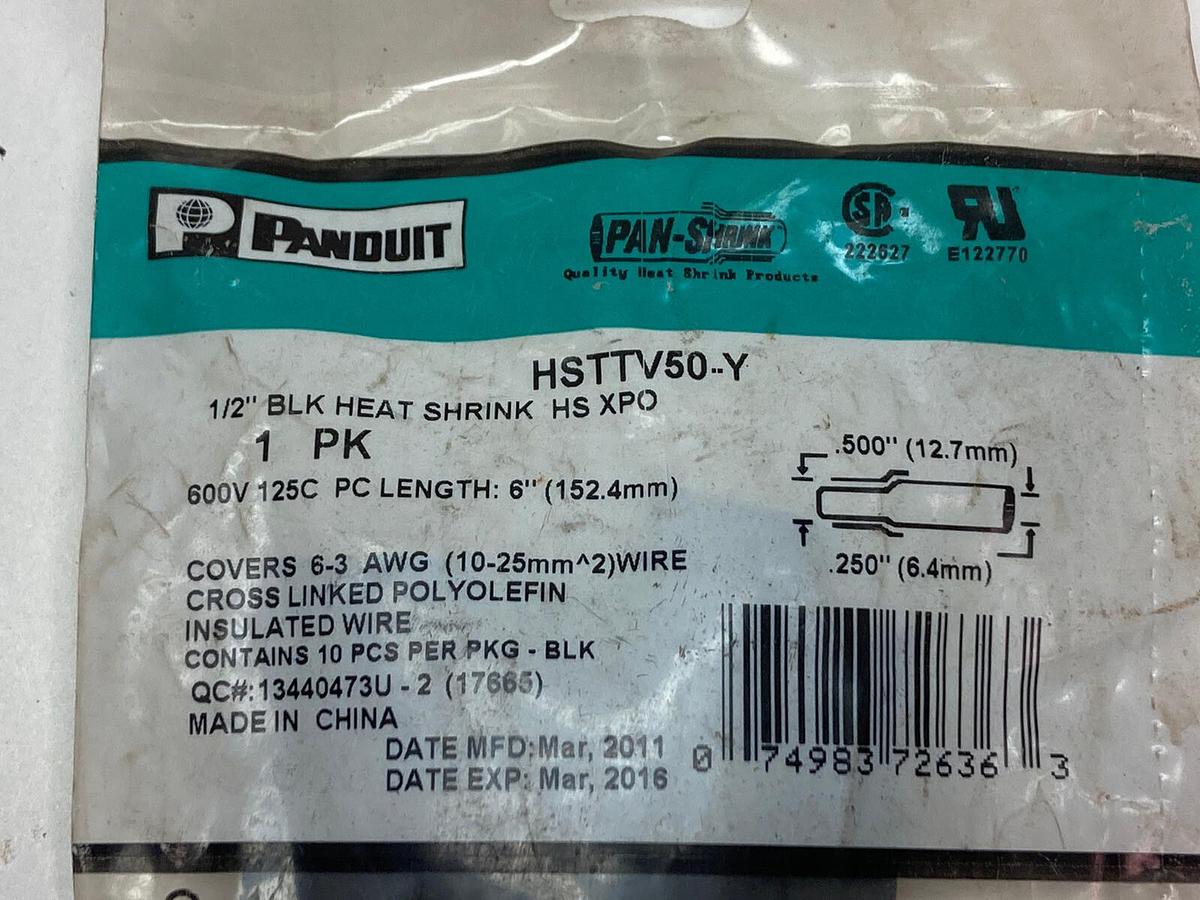 P PANDUIT
PAN-SHRINK
Quality Heat Shrink Products
222527
E122770
HSTTV50-Y
1/2" BLK HEAT SHRINK HS XPO
1 PK
600V 125C PC LENGTH: 6" (152.4mm)
.500" (12.7mm)
.250" (6.4mm)
COVERS 6-3 AWG (10-25mm^2)WIRE
CROSS LINKED POLYOLEFIN
INSULATED WIRE
CONTAINS 10 PCS PER PKG - BLK
QC#:13440473U - 2 (17665)
MADE IN CHINA
DATE MFD:Mar, 2011
DATE EXP: Mar, 2016
0 74983 72636 3